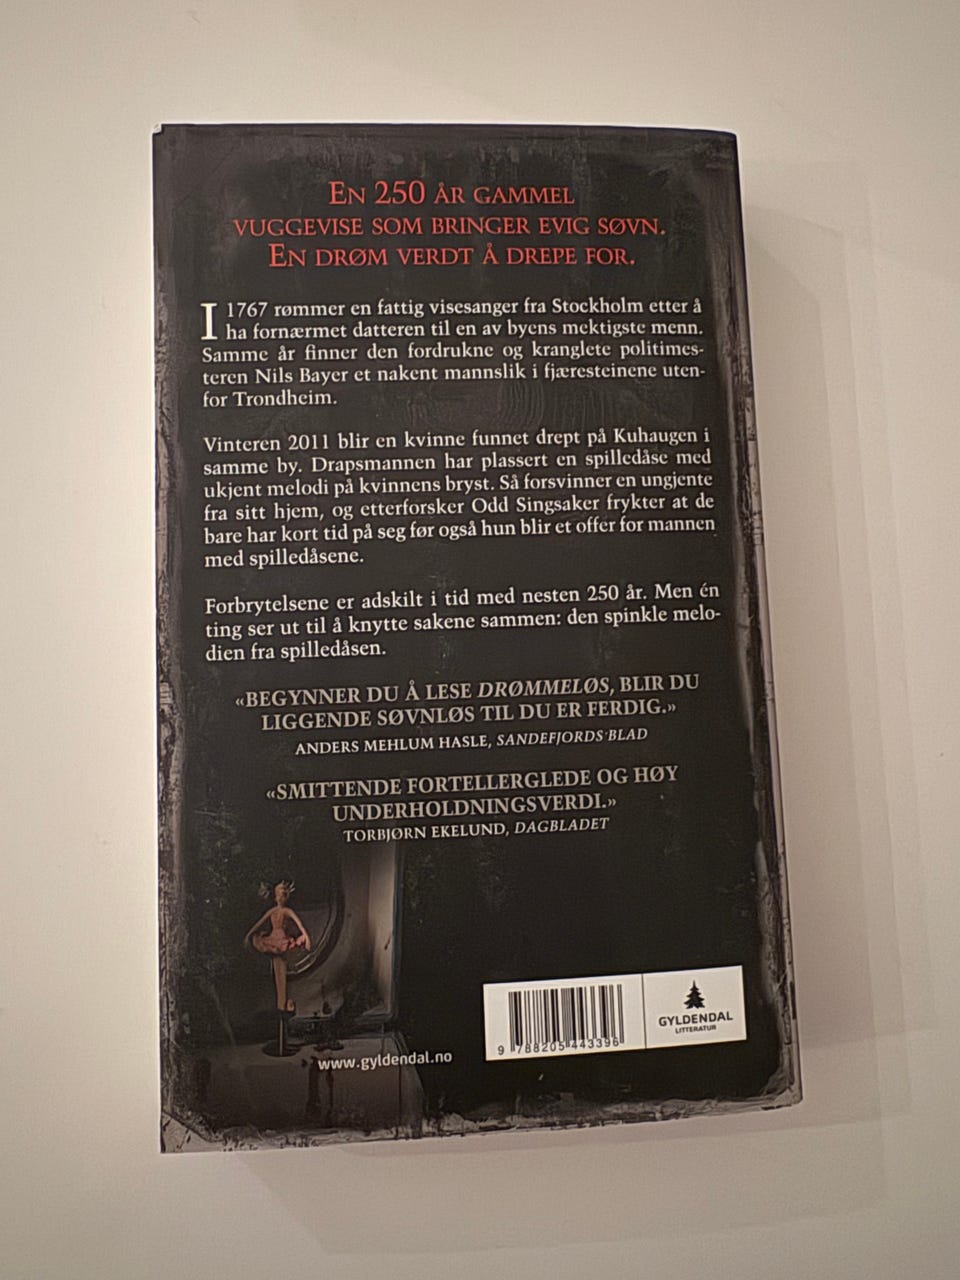 EN 250 ÅR GAMMEL
VUGGEVISE SOM BRINGER EVIG SØVN.
EN DRØM VERDT Å DREPE FOR.
I 1767 rømmer en fattig visesanger fra Stockholm etter å
ha fornærmet datteren til en av byens mektigste menn.
Samme år finner den fordrukne og kranglete politimes-
teren Nils Bayer et nakent mannslik i fjæresteinene uten-
for Trondheim.
Vinteren 2011 blir en kvinne funnet drept på Kuhaugen i
samme by. Drapsmannen har plassert en spilledåse med
ukjent melodi på kvinnens bryst. Så forsvinner en ungjente
fra sitt hjem, og etterforsker Odd Singsaker frykter at de
bare har kort tid på seg før også hun blir et offer for mannen
med spilledåsene.
Forbrytelsene er adskilt i tid med nesten 250 år. Men én
ting ser ut til å knytte sakene sammen: den spinkle melo-
dien fra spilledåsen.
«BEGYNNER DU Å LESE DRØMMELØS, BLIR DU
LIGGENDE SØVNLØS TIL DU ER FERDIG.»
ANDERS MEHLUM HASLE, SANDEFJORDS BLAD
«SMITTENDE FORTELLERGLEDE OG HØY
UNDERHOLDNINGSVERDI.»
TORBJØRN EKELUND, DAGBLADET
www.gyldendal.no
9 788205 443396
GYLDENDAL
LITTERATUR